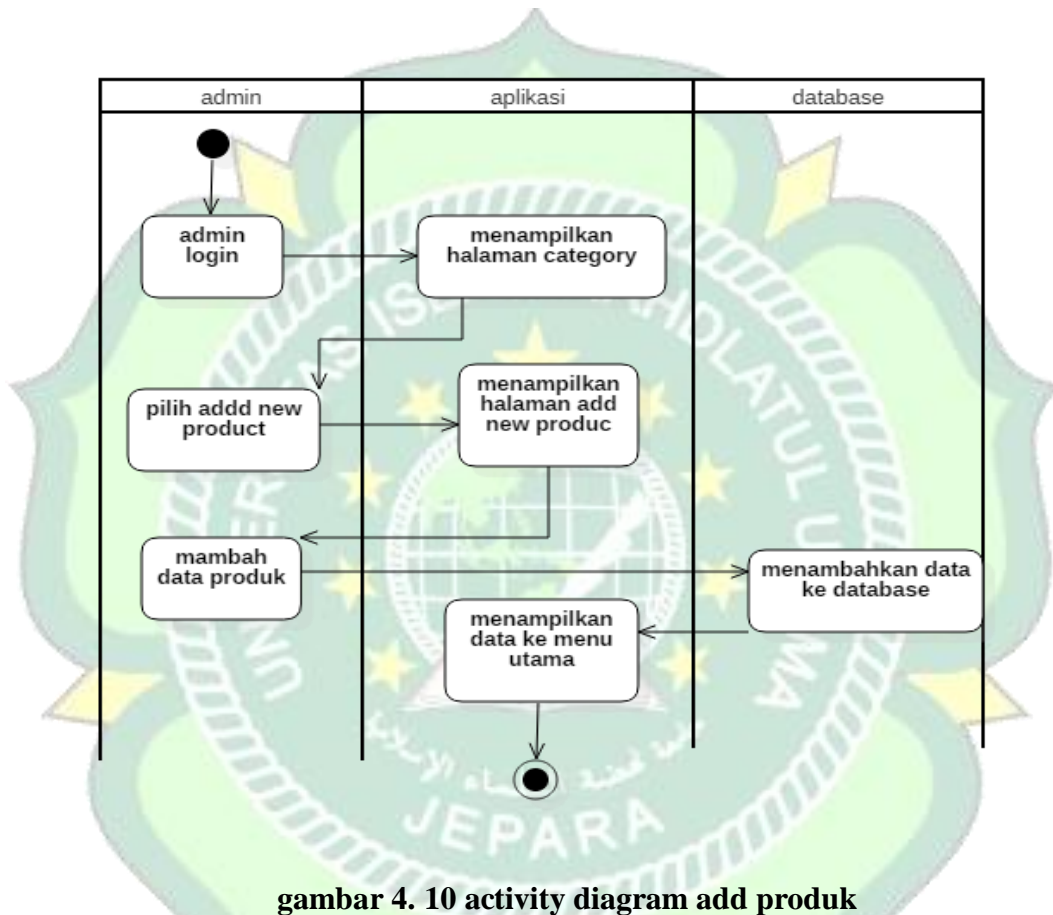 admin
aplikasi
database
admin
login
menampilkan
halaman category
pilih addd new
product
menampilkan
halaman add
new produc
mambah
data produk
menambahkan data
ke database
menampilkan
data ke menu
utama
JEPARA
gambar 4. 10 activity diagram add produk